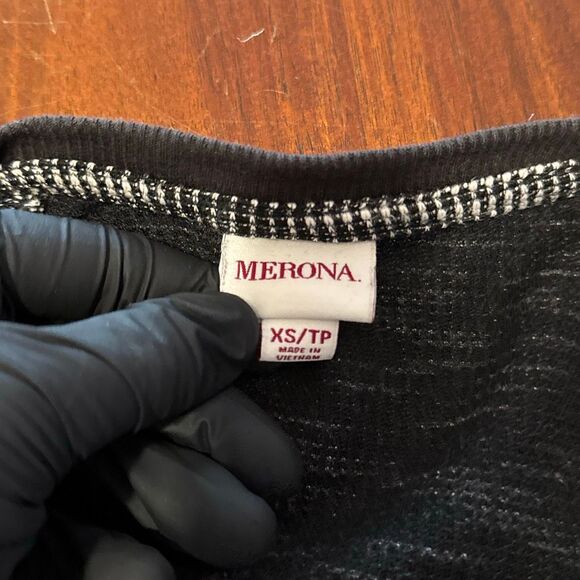 MERONA.
XS/TP
MADE IN
VIETNAM